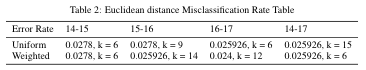 Table 2: Euclidean distance Misclassification Rate Table
Error Rate 14-15 15-16 16-17 14-17
Uniform 0.0278, k = 6 0.0278, k = 9 0.025926, k = 6 0.025926, k = 15
Weighted 0.0278, k = 6 0.025926, k = 14 0.024, k = 12 0.025926, k = 6